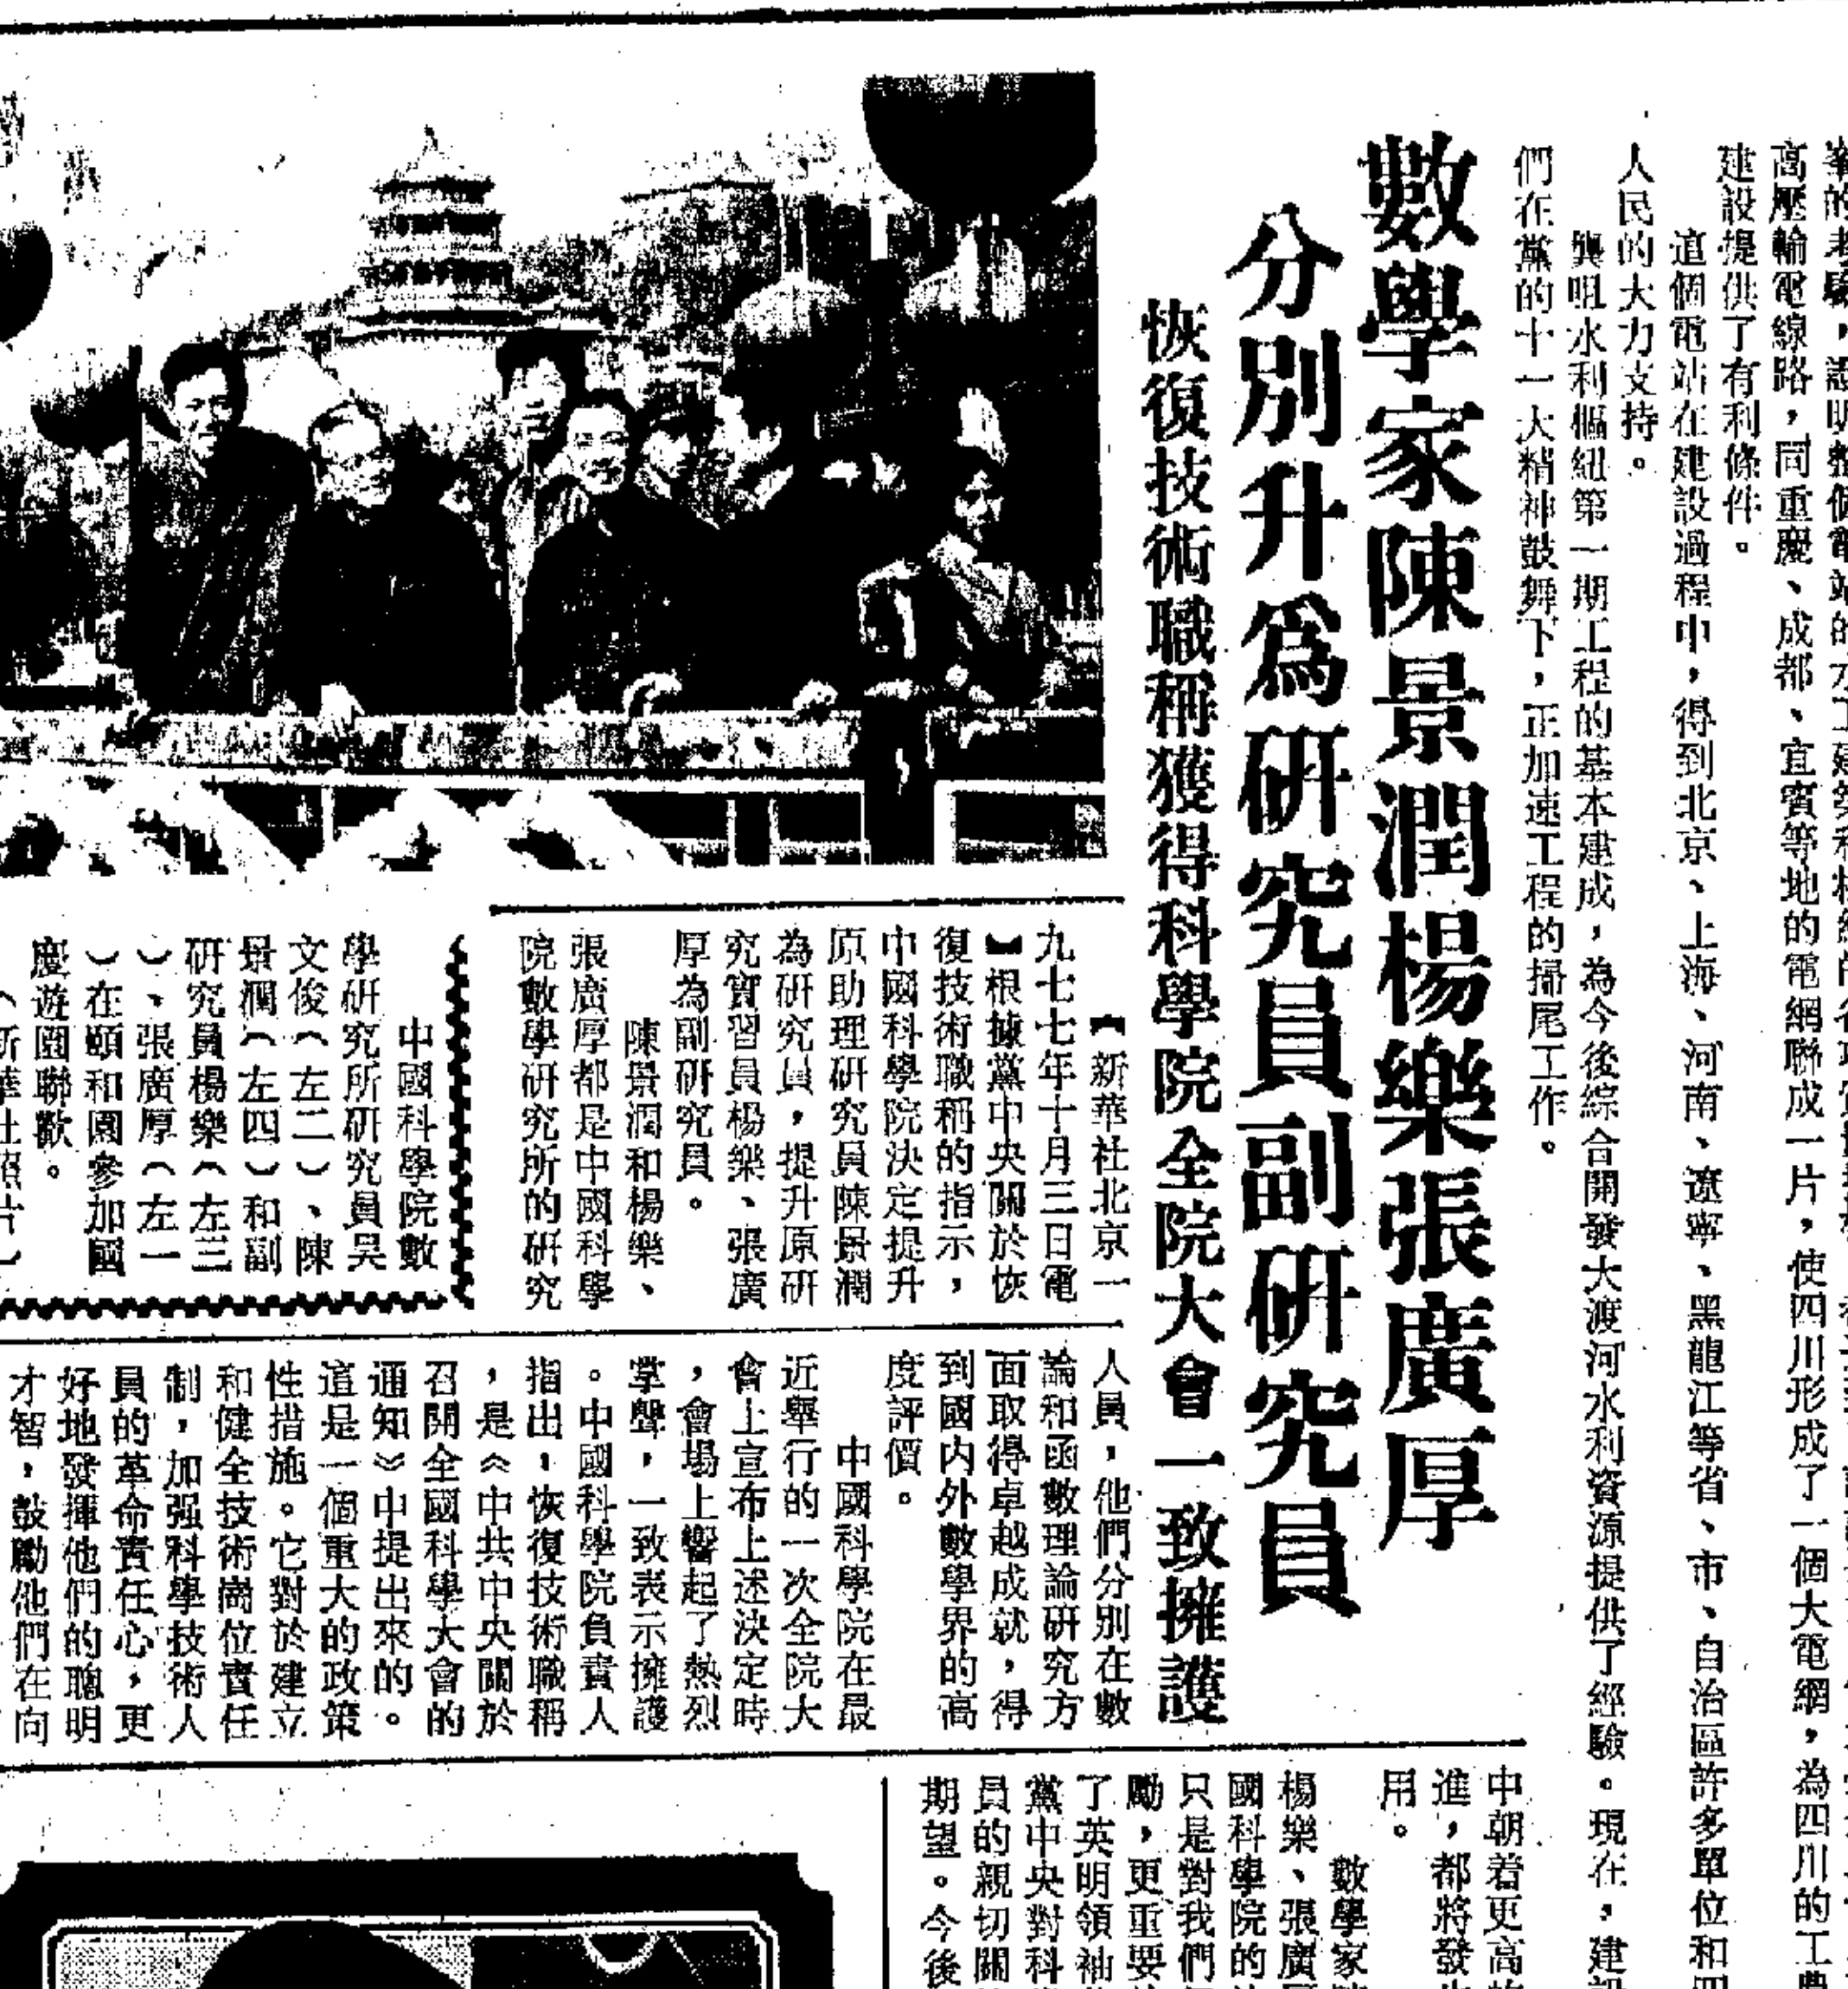 高壓輸電線路，同重慶、成都、宜賓等地的電網聯成一片，使四川形成了一個大電網，為四川的工農
建設提供了有利條件。
這個電站在建設過程中，得到北京、上海、河南、遼寧、黑龍江等省、市、自治區許多單位和四
人民的大力支持。
龔咀水利樞紐第一期工程的基本建成，為今後綜合開發大渡河水利資源提供了經驗。現在，建設
們在黨的十一大精神鼓舞下，正加速工程的掃尾工作。
數學家陳景潤楊樂張廣厚
分別升為研究員副研究員
恢復技術職稱獲得科學院全院大會一致擁護
【新華社北京一
九七七年十月三日電
】根據黨中央關於恢
復技術職稱的指示，
中國科學院決定提升
原助理研究員陳景潤
為研究員，提升原研
究實習員楊樂、張廣
厚為副研究員。
陳景潤和楊樂、
張廣厚都是中國科學
院數學研究所的研究
中國科學院數
學研究所研究員吳
文俊（左二）、陳
景潤（左四）和副
研究員楊樂（左三
）、張廣厚（左一
）在頤和園參加國
慶遊園聯歡。
（新華社照片）
人員，他們分別在數
論和函數理論研究方
面取得卓越成就，得
到國內外數學界的高
度評價。
中國科學院在最
近舉行的一次全院大
會上宣布上述決定時
，會場上響起了熱烈
掌聲，一致表示擁護
。中國科學院負責人
指出，恢復技術職稱
，是《中共中央關於
召開全國科學大會的
通知》中提出來的。
這是一個重大的政策
性措施。它對於建立
和健全技術崗位責任
制，加强科學技術人
員的革命責任心，更
好地發揮他們的聰明
才智，鼓勵他們在向
中朝着更高的
進，都將發生
用。
數學家
楊樂、張廣
國科學院的
只是對我們
勵，更重要
了英明領袖
黨中央對科
員的親切關
期望。今後